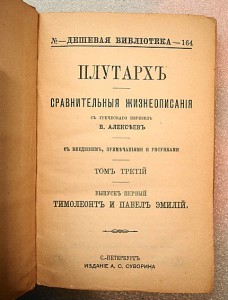 №—ДЕШЕВАЯ БИБЛІОТЕКА—164
ПЛУТАРХЪ
СРАВНИТЕЛЬНЫЯ ЖИЗНЕОПИСАНІЯ
СЪ ГРЕЧЕСКАГО ПЕРЕВЕЛЪ
В. АЛЕКСѢЕВЪ
СЪ ВВЕДЕНІЕМЪ, ПРИМѢЧАНІЯМИ И РИСУНКАМИ
ТОМЪ ТРЕТІЙ
ВЫПУСКЪ ПЕРВЫЙ
ТИМОЛЕОНТЪ И ПАВЕЛЪ ЭМИЛІЙ.
С.-ПЕТЕРБУРГЪ
ИЗДАНІЕ А. С. СУВОРИНА